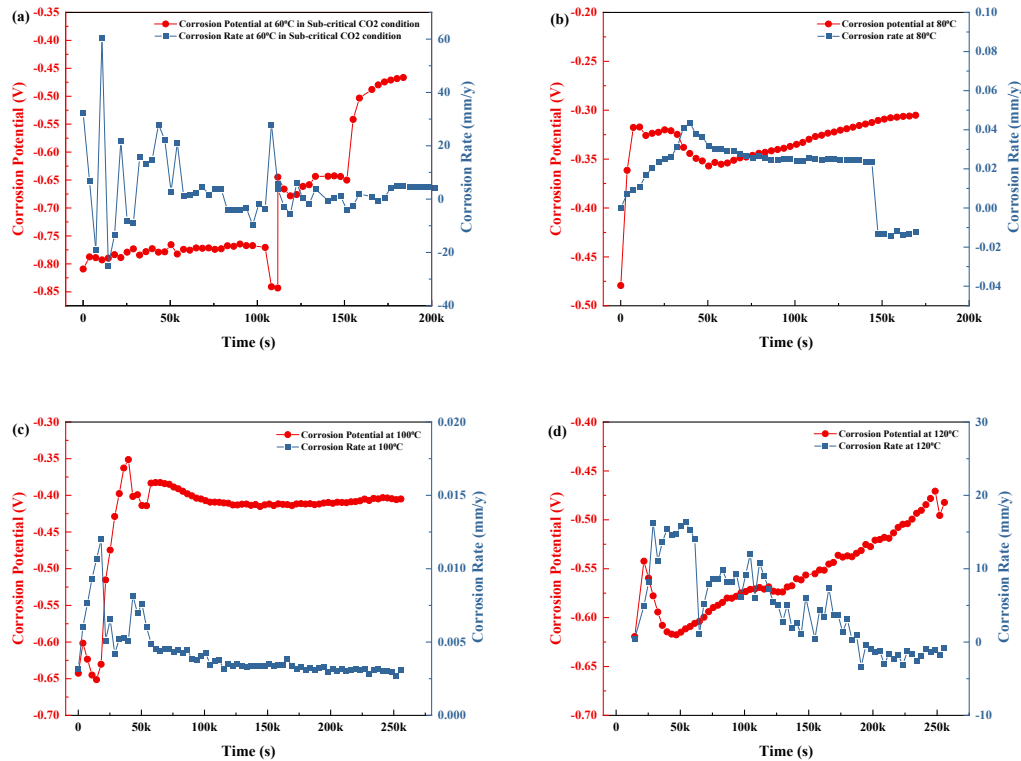 (a)
Corrosion Potential at 60°C in Sub-critical CO2 condition
Corrosion Rate at 60°C in Sub-critical CO2 condition
-0.35
-0.40
-0.45
-0.50
-0.55
-0.60
-0.65
-0.70
-0.75
-0.80
-0.85
Corrosion Potential (V)
60
40
20
0
-20
-40
Corrosion Rate (mm/y)
0 50k 100k 150k 200k
Time (s)
(b)
Corrosion potential at 80°C
Corrosion rate at 80°C
-0.20
-0.25
-0.30
-0.35
-0.40
-0.45
-0.50
Corrosion Potential (V)
0.10
0.08
0.06
0.04
0.02
0.00
-0.02
-0.04
Corrosion Rate (mm/y)
0 50k 100k 150k 200k
Time (s)
(c)
Corrosion Potential at 100°C
Corrosion Rate at 100°C
-0.30
-0.35
-0.40
-0.45
-0.50
-0.55
-0.60
-0.65
-0.70
Corrosion Potential (V)
0.020
0.015
0.010
0.005
0.000
Corrosion Rate (mm/y)
0 50k 100k 150k 200k 250k
Time (s)
(d)
Corrosion Potential at 120°C
Corrosion Rate at 120°C
-0.40
-0.45
-0.50
-0.55
-0.60
-0.65
-0.70
Corrosion Potential (V)
30
20
10
0
-10
Corrosion Rate (mm/y)
0 50k 100k 150k 200k 250k
Time (s)